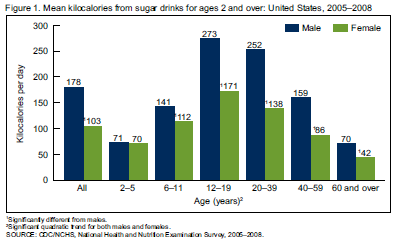 Figure 1. Mean kilocalories from sugar drinks for ages 2 and over: United States, 2005–2008
Kilocalories per day
300
250
200
150
100
50
0
Male
Female
178
¹103
71
70
141
¹112
273
¹171
252
¹138
159
¹86
70
¹42
All
2–5
6–11
12–19
20–39
40–59
60 and over
Age (years)²
¹Significantly different from males.
²Significant quadratic trend for both males and females.
SOURCE: CDC/NCHS, National Health and Nutrition Examination Survey, 2005–2008.